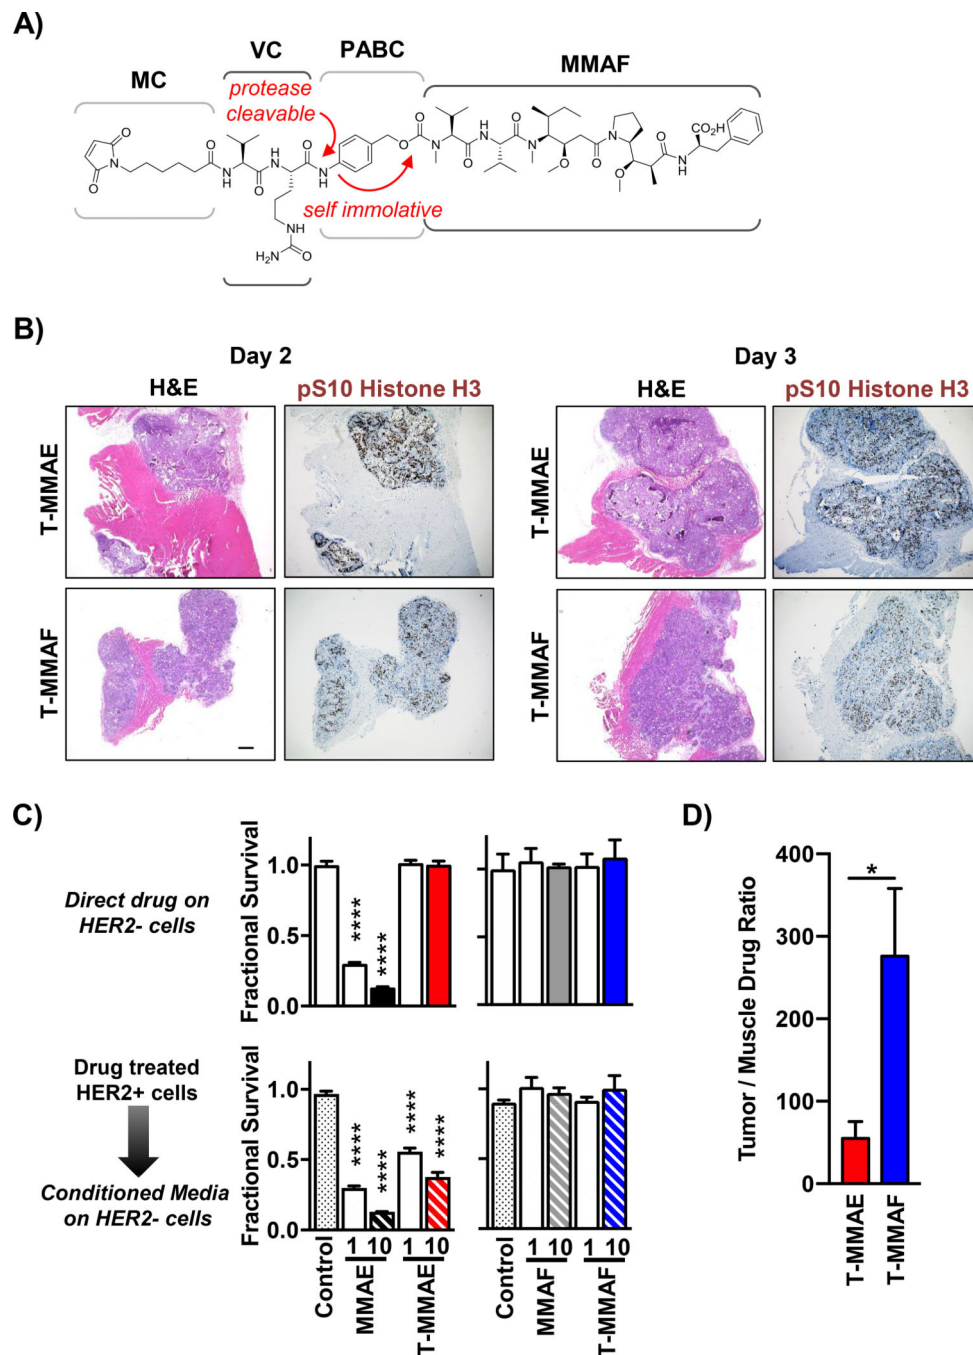 A)
MC
VC
PABC
MMAF
protease
cleavable
self immolative
O
N
O
O
N
H
O
H
N
O
N
H
O
O
N
O
H
N
O
N
O
O
N
O
O
N
H
CO₂H
NH
H₂N
O
B)
Day 2
Day 3
H&E
pS10 Histone H3
H&E
pS10 Histone H3
T-MMAE
T-MMAF
T-MMAE
T-MMAF
C)
Direct drug on
HER2- cells
Fractional Survival
1.0
0.5
0.0
****
****
Drug treated
HER2+ cells
Conditioned Media
on HER2- cells
Fractional Survival
1.0
0.5
0.0
****
****
****
****
Control
1 10
MMAE
1 10
T-MMAE
Control
1 10
MMAF
1 10
T-MMAF
D)
Tumor / Muscle Drug Ratio
400
300
200
100
0
*
T-MMAE
T-MMAF